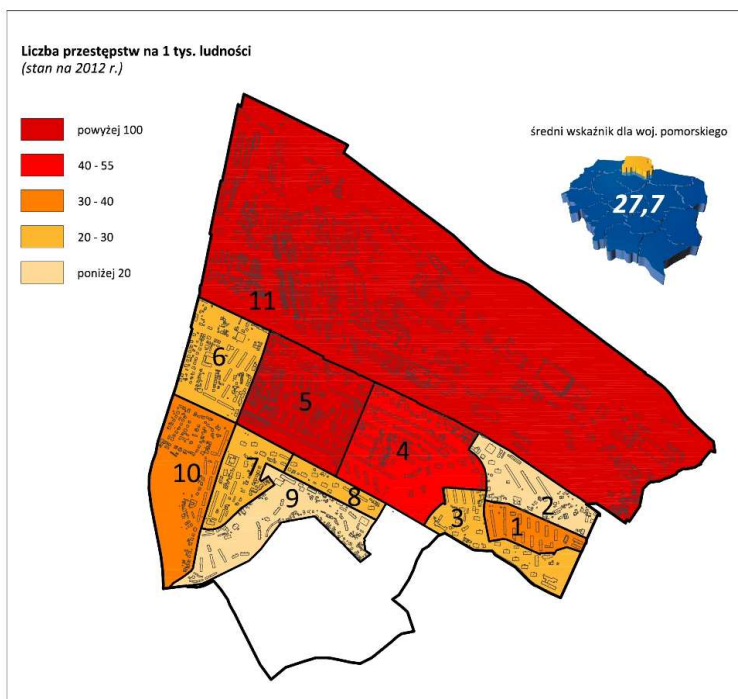 Liczba przestępstw na 1 tys. ludności
(stan na 2012 r.)
powyżej 100
40 - 55
30 - 40
20 - 30
poniżej 20
średni wskaźnik dla woj. pomorskiego
27,7
11
6
5
4
10
7
9
8
3
2
1